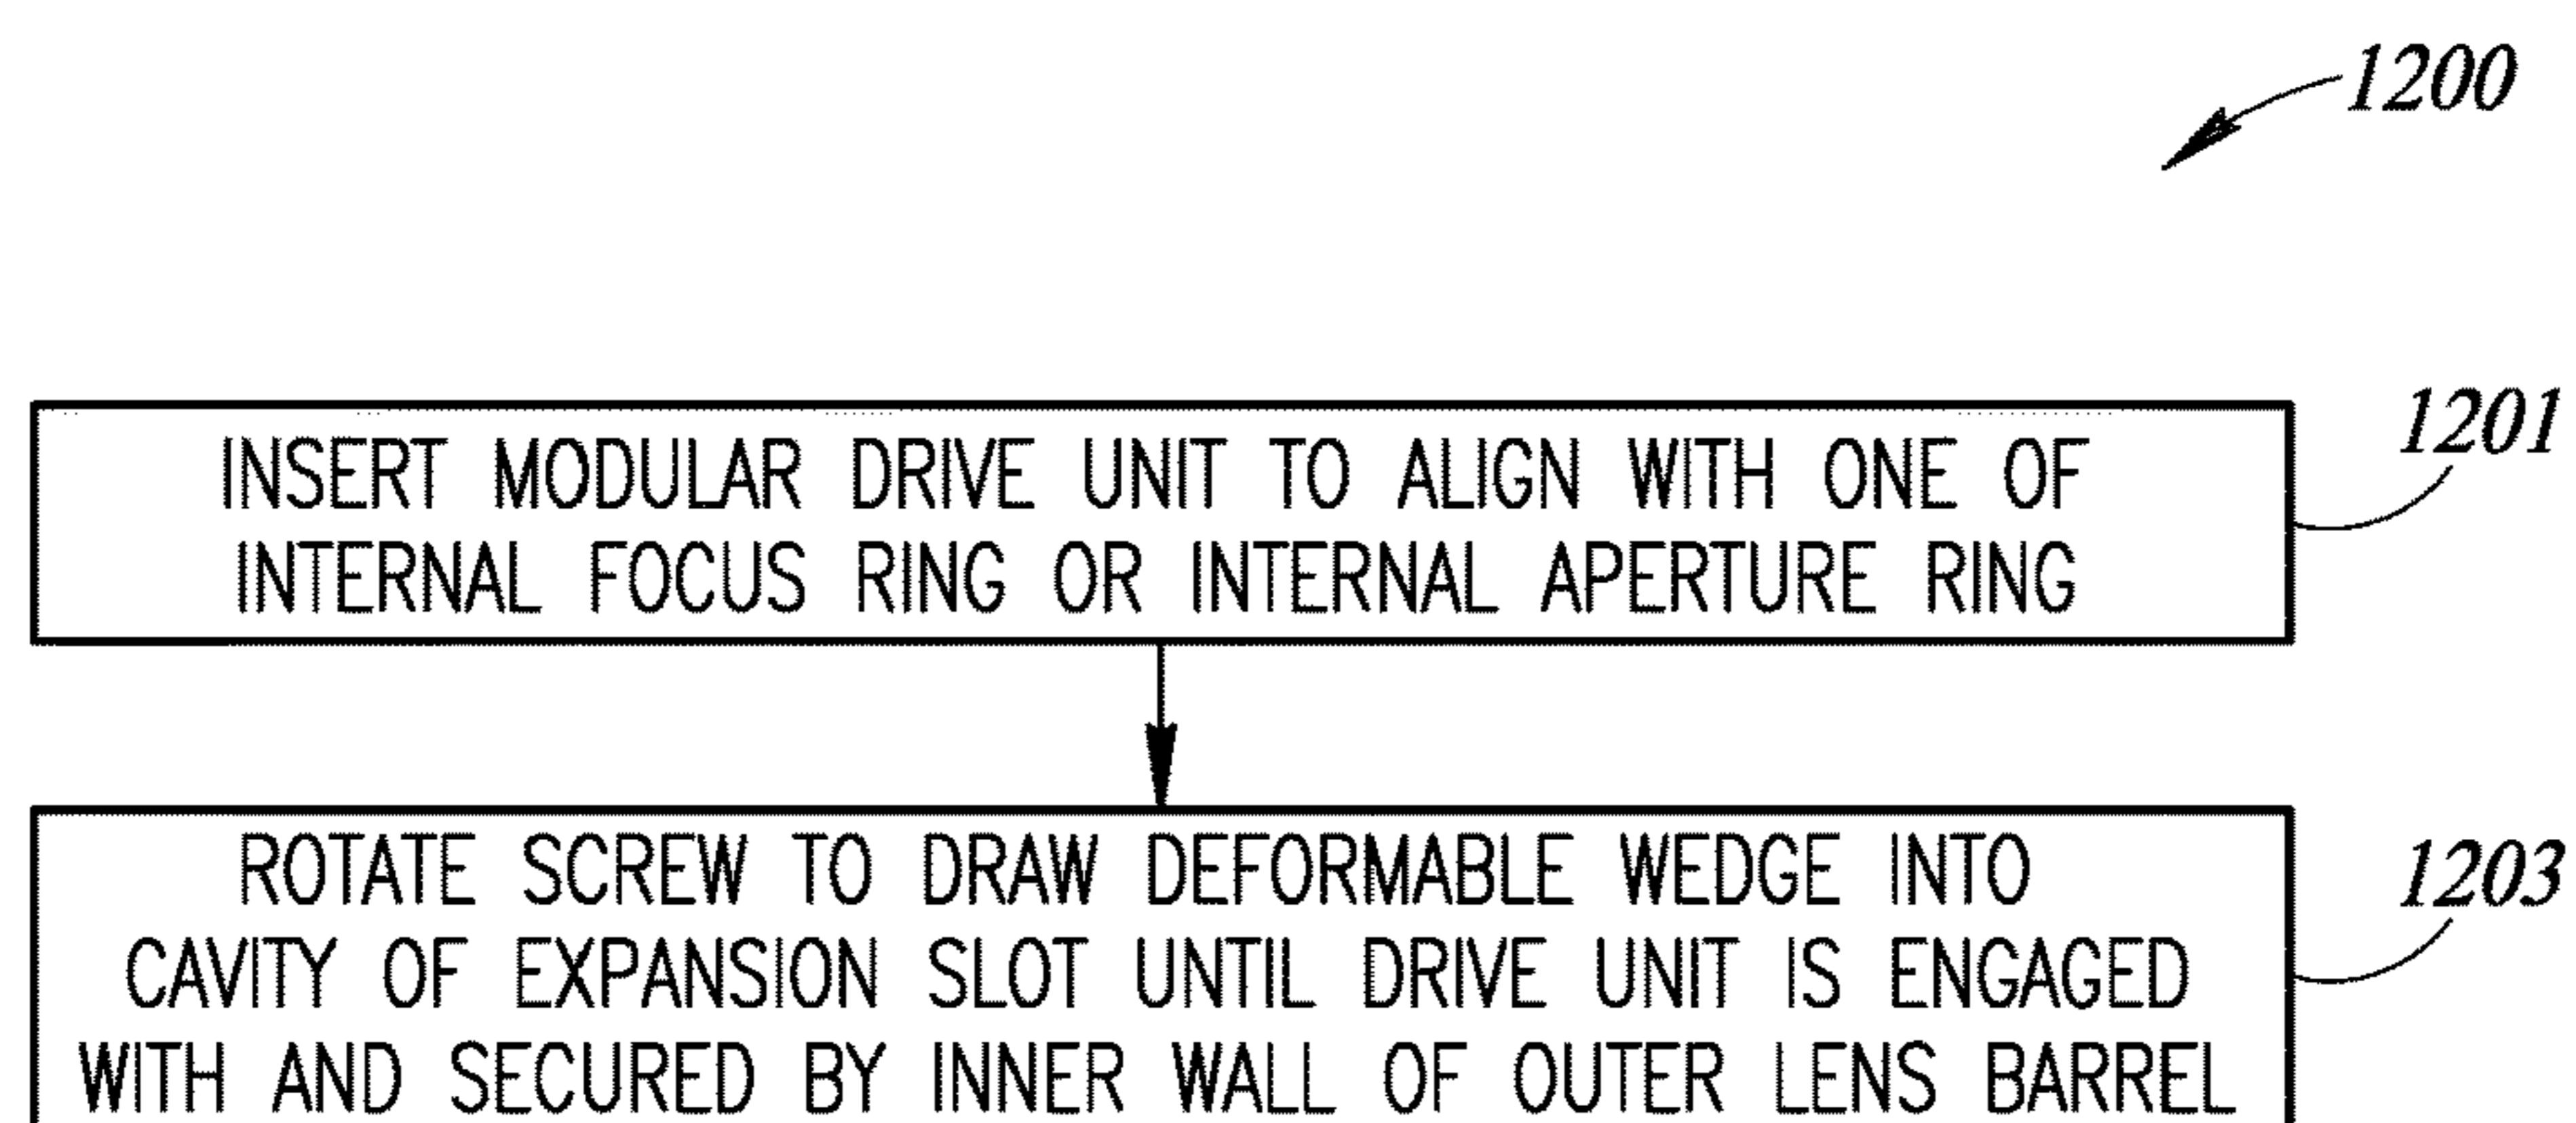 1200
1201
INSERT MODULAR DRIVE UNIT TO ALIGN WITH ONE OF
INTERNAL FOCUS RING OR INTERNAL APERTURE RING
1203
ROTATE SCREW TO DRAW DEFORMABLE WEDGE INTO
CAVITY OF EXPANSION SLOT UNTIL DRIVE UNIT IS ENGAGED
WITH AND SECURED BY INNER WALL OF OUTER LENS BARREL